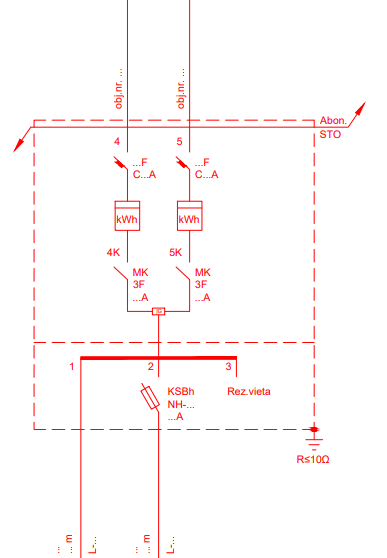 obj.nr. ...
obj.nr. ...
Abon.
STO
4
5
...F
C...A
...F
C...A
kWh
kWh
4K
5K
MK
3F
...A
MK
3F
...A
1
2
3
KSBh
NH-...
...A
Rez.vieta
R≤10Ω
... ...m
L-...
... ...m
L-...